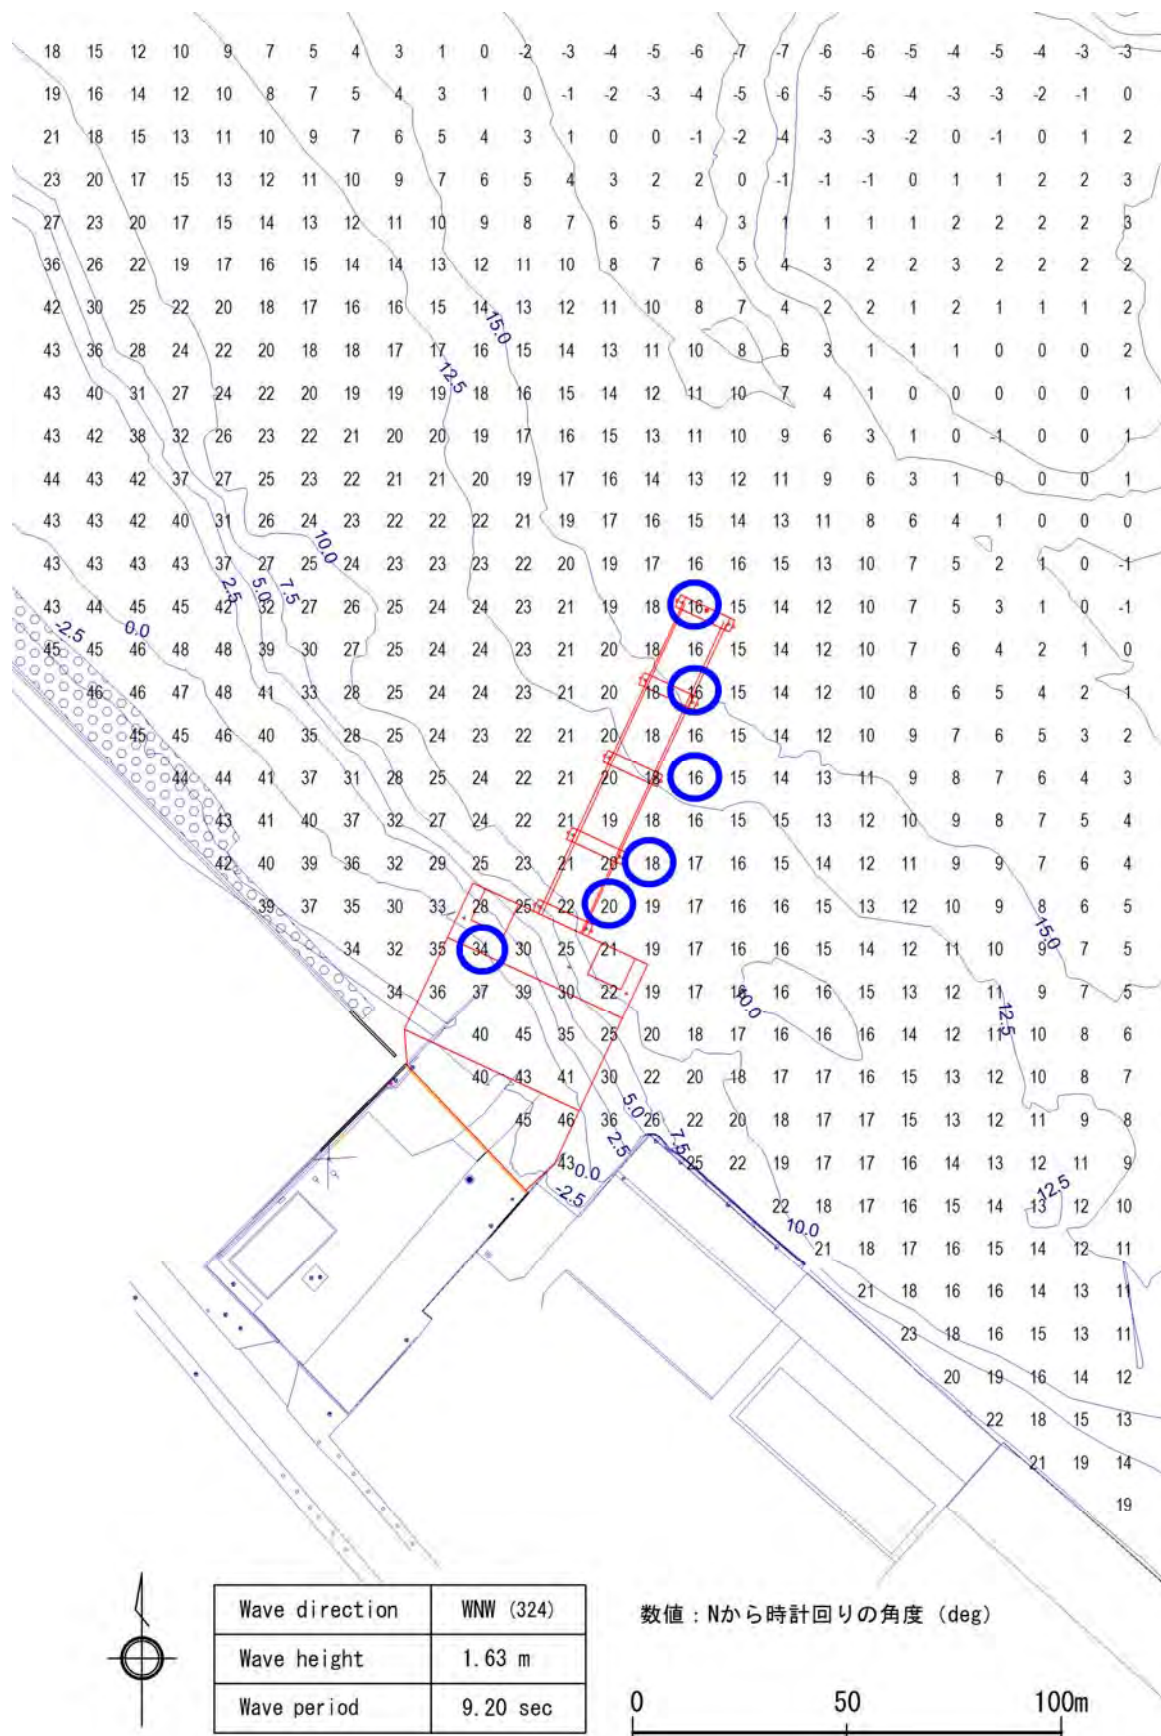 18 15 12 10 9 7 5 4 3 1 0 -2 -3 -4 -5 -6 -7 -7 -6 -6 -5 -4 -5 -4 -3 -3
19 16 14 12 10 8 7 5 4 3 1 0 -1 -2 -3 -4 -5 -6 -5 -5 -4 -3 -3 -2 -1 0
21 18 15 13 11 10 9 7 6 5 4 3 1 0 0 -1 -2 -4 -3 -3 -2 0 -1 0 1 2
23 20 17 15 13 12 11 10 9 7 6 5 4 3 2 2 0 -1 -1 -1 0 1 1 2 2 3
27 23 20 17 15 14 13 12 11 10 9 8 7 6 5 4 3 1 1 1 1 2 2 2 2 3
36 26 22 19 17 16 15 14 14 13 12 11 10 8 7 6 5 4 3 2 2 3 2 2 2 2
42 30 25 22 20 18 17 16 16 15 14 13 12 11 10 8 7 4 2 2 1 2 1 1 1 2
15.0
43 36 28 24 22 20 18 18 17 17 16 15 14 13 11 10 8 6 3 1 1 1 0 0 0 2
12.5
43 40 31 27 24 22 20 19 19 19 18 16 15 14 12 11 10 7 4 1 0 0 0 0 0 1
43 42 38 32 26 23 22 21 20 20 19 17 16 15 13 11 10 9 6 3 1 0 -1 0 0 1
44 43 42 37 27 25 23 22 21 21 20 19 17 16 14 13 12 11 9 6 3 1 0 0 0 1
43 43 42 40 31 26 24 23 22 22 22 21 19 17 16 15 14 13 11 8 6 4 1 0 0 0
10.0
43 43 43 43 37 27 25 24 23 23 23 22 20 19 17 16 16 15 13 10 7 5 2 1 0 -1
2.5 5.0 7.5
43 44 45 45 42 32 27 26 25 24 24 23 21 19 18 16 15 14 12 10 7 5 3 1 0 -1
-2.5 0.0
45 45 46 48 48 39 30 27 25 24 24 23 21 20 18 16 15 14 12 10 7 6 4 2 1 0
46 46 47 48 41 33 28 25 24 24 23 21 20 18 16 15 14 12 10 8 6 5 4 2 1
45 45 46 40 35 28 25 24 23 22 21 20 18 16 15 14 12 10 9 7 6 5 3 2
44 44 41 37 31 28 25 24 22 21 20 18 16 15 14 13 11 9 8 7 6 4 3
43 41 40 37 32 27 24 22 21 19 18 16 15 15 13 12 10 9 8 7 5 4
42 40 39 36 32 29 25 23 21 20 18 17 16 15 14 12 11 9 9 7 6 4
39 37 35 30 33 28 25 22 20 19 17 16 16 15 13 12 10 9 8 6 5
15.0
34 32 35 34 30 25 21 19 17 16 16 15 14 12 11 10 9 7 5
34 36 37 39 30 22 19 17 16 16 16 15 13 12 11 9 7 5
10.0 12.5
40 45 35 25 20 18 17 16 16 16 14 12 11 10 8 6
40 43 41 30 22 20 18 17 17 16 15 13 12 10 8 7
5.0
45 46 36 26 22 20 18 17 17 15 13 12 11 9 8
2.5 7.5
43 25 22 19 17 17 16 14 13 12 11 9
0.0
-2.5 12.5
22 18 17 16 15 14 13 12 10
10.0
21 18 17 16 15 14 12 11
21 18 16 16 14 13 11
23 18 16 15 13 11
20 19 16 14 12
22 18 15 13
21 19 14
19
Wave direction WNW (324)
数値：Nから時計回りの角度 (deg)
Wave height 1.63 m
Wave period 9.20 sec
0 50 100m